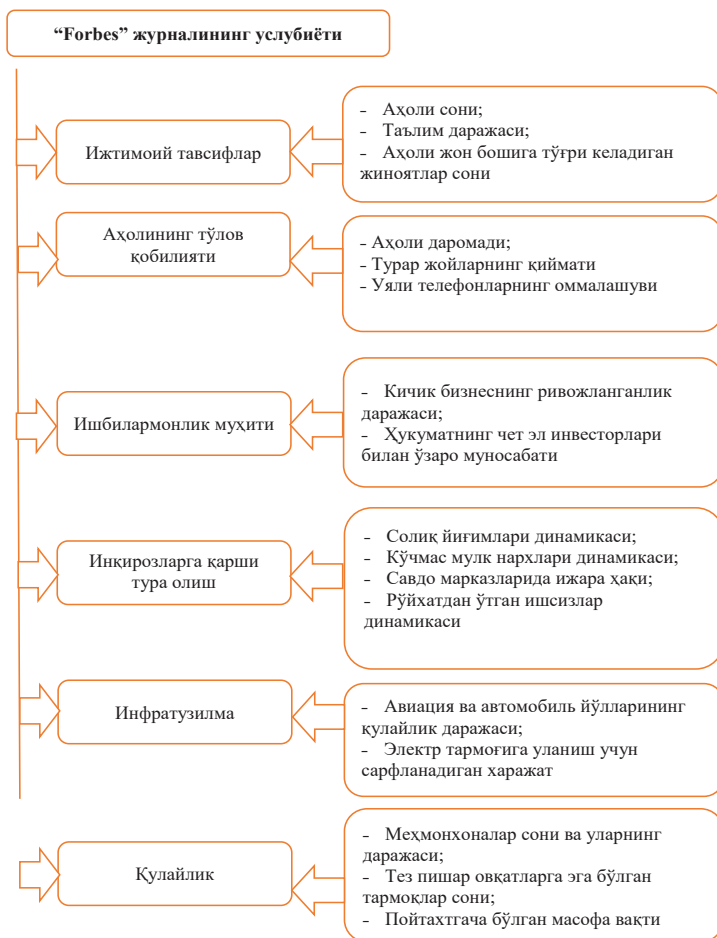 “Forbes” журналининг услубиёти
Ижтимоий тавсифлар
- Аҳоли сони;
- Таълим даражаси;
- Аҳоли жон бошига тўғри келадиган
жиноятлар сони
Аҳолининг тўлов
қобилияти
- Аҳоли даромади;
- Турар жойларнинг қиймати
- Уяли телефонларнинг оммалашуви
Ишбилармонлик муҳити
- Кичик бизнеснинг ривожланганлик
даражаси;
- Ҳукуматнинг чет эл инвесторлари
билан ўзаро муносабати
Инқирозларга қарши
тура олиш
- Солиқ йиғимлари динамикаси;
- Кўчмас мулк нархлари динамикаси;
- Савдо марказларида ижара ҳақи;
- Рўйхатдан ўтган ишсизлар
динамикаси
Инфратузилма
- Авиация ва автомобиль йўлларининг
қулайлик даражаси;
- Электр тармоғига уланиш учун
сарфланадиган харажат
Қулайлик
- Меҳмонхоналар сони ва уларнинг
даражаси;
- Тез пишар овқатларга эга бўлган
тармоқлар сони;
- Пойтахтгача бўлган масофа вақти